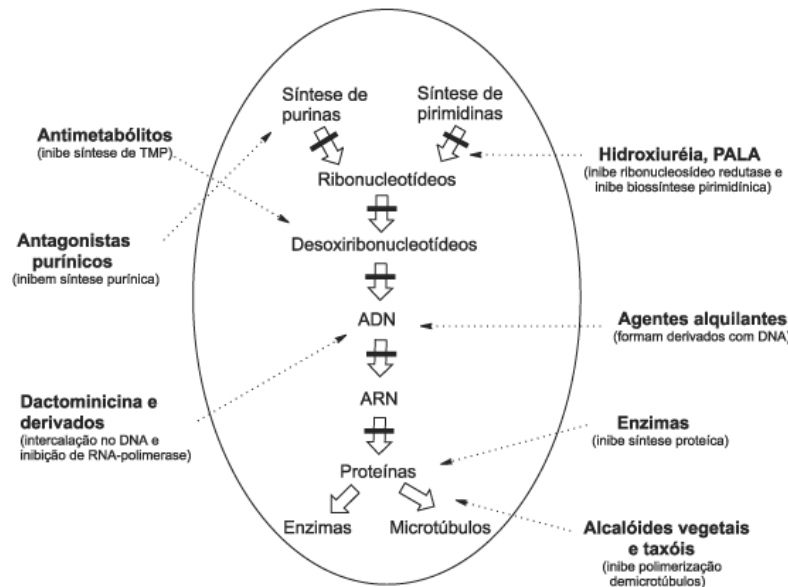 Síntese de
purinas
Síntese de
pirimidinas
Antimetabólitos
(inibe síntese de TMP)
Hidroxiuréia, PALA
(inibe ribonucleosídeo redutase e
inibe biossíntese pirimidínica)
Ribonucleotídeos
Antagonistas
purínicos
(inibem síntese purínica)
Desoxiribonucleotídeos
ADN
Agentes alquilantes
(formam derivados com DNA)
Dactominicina e
derivados
(intercalação no DNA e
inibição de RNA-polimerase)
ARN
Enzimas
(inibe síntese proteíca)
Proteínas
Enzimas
Microtúbulos
Alcalóides vegetais
e taxóis
(inibe polimerização
demicrotúbulos)